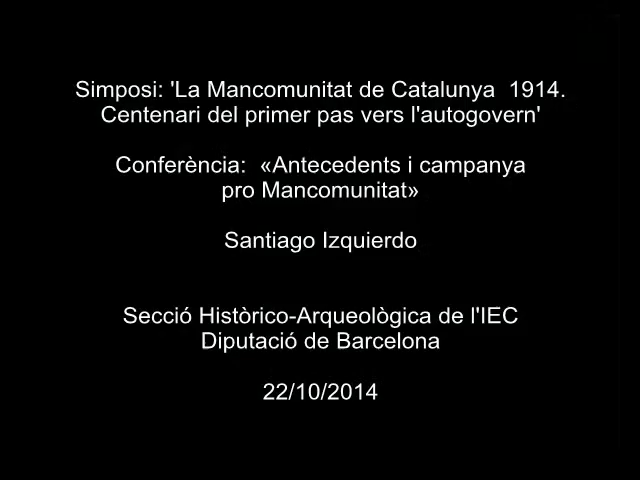 Simposi: 'La Mancomunitat de Catalunya  1914.
Centenari del primer pas vers l'autogovern'
Conferència:  «Antecedents i campanya
pro Mancomunitat»
Santiago Izquierdo
Secció Històrico-Arqueològica de l'IEC
Diputació de Barcelona
22/10/2014